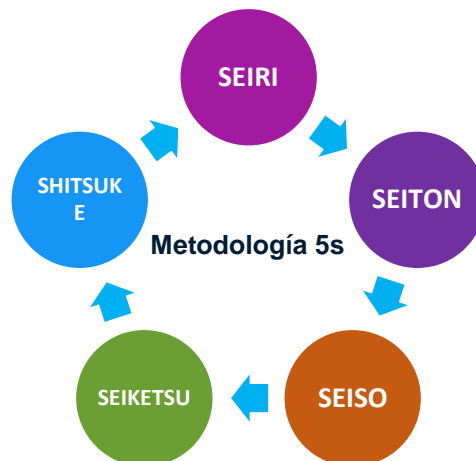 SEIRI
SEITON
SEISO
SEIKETSU
SHITSUK
E
Metodología 5s